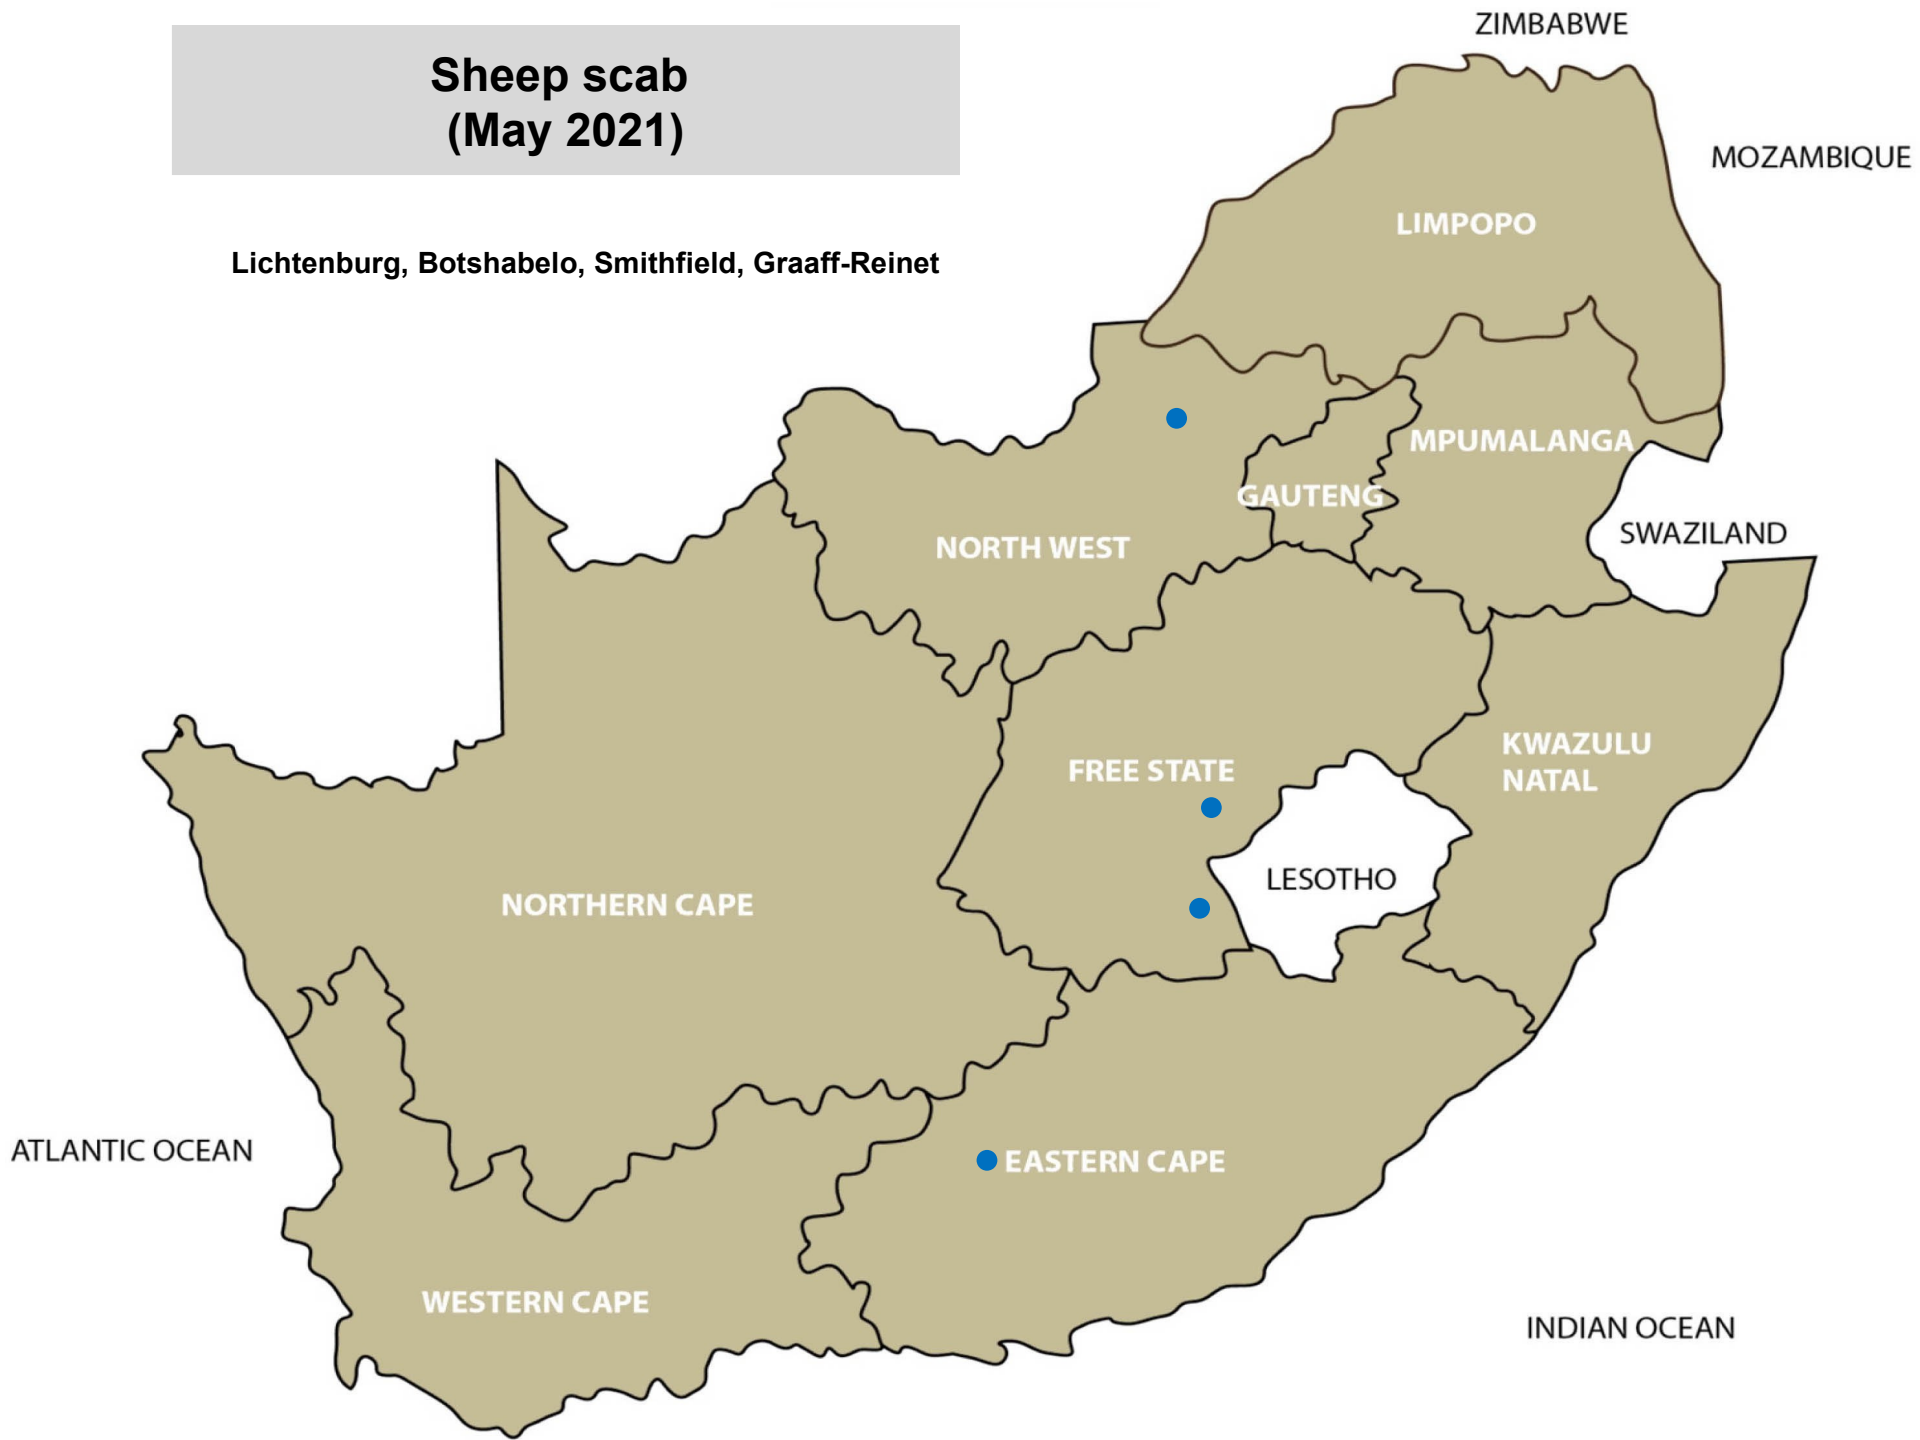 Sheep scab
(May 2021)
Lichtenburg, Botshabelo, Smithfield, Graaff-Reinet
ZIMBABWE
MOZAMBIQUE
LIMPOPO
MPUMALANGA
GAUTENG
SWAZILAND
NORTH WEST
KWAZULU
NATAL
FREE STATE
LESOTHO
NORTHERN CAPE
ATLANTIC OCEAN
EASTERN CAPE
WESTERN CAPE
INDIAN OCEAN